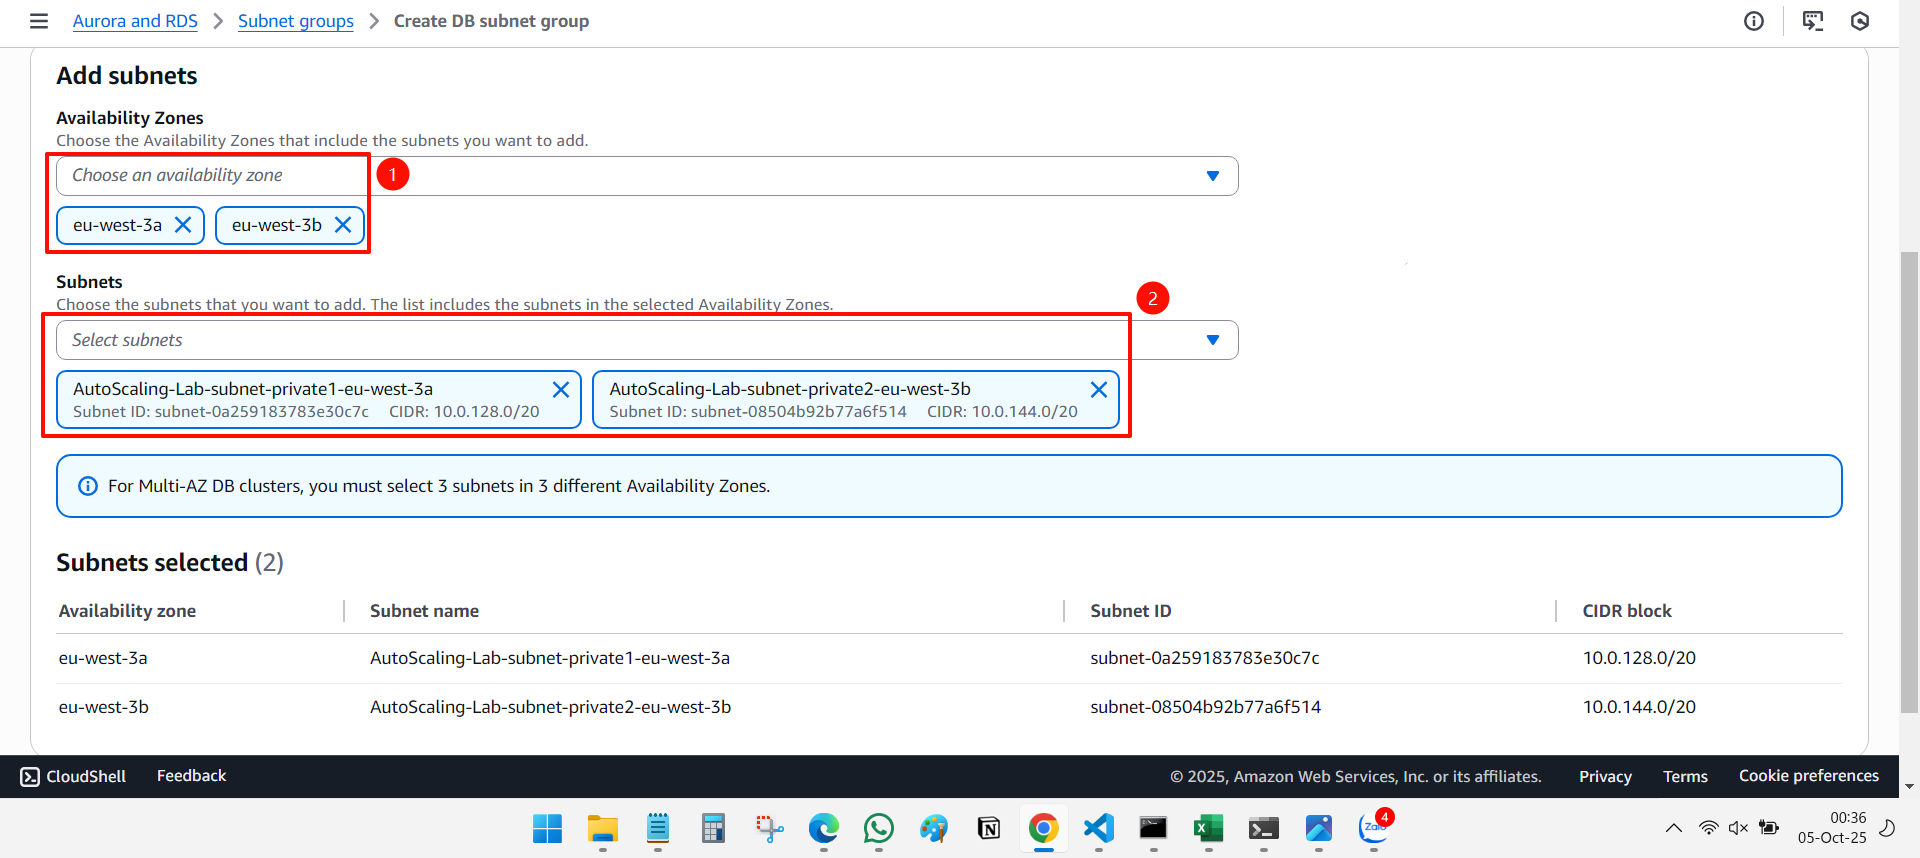 Aurora and RDS > Subnet groups > Create DB subnet group
Add subnets
Availability Zones
Choose the Availability Zones that include the subnets you want to add.
Choose an availability zone
1
eu-west-3a
eu-west-3b
Subnets
Choose the subnets that you want to add. The list includes the subnets in the selected Availability Zones.
2
Select subnets
AutoScaling-Lab-subnet-private1-eu-west-3a
Subnet ID: subnet-0a259183783e30c7c CIDR: 10.0.128.0/20
AutoScaling-Lab-subnet-private2-eu-west-3b
Subnet ID: subnet-08504b92b77a6f514 CIDR: 10.0.144.0/20
For Multi-AZ DB clusters, you must select 3 subnets in 3 different Availability Zones.
Subnets selected (2)
Availability zone Subnet name Subnet ID CIDR block
eu-west-3a AutoScaling-Lab-subnet-private1-eu-west-3a subnet-0a259183783e30c7c 10.0.128.0/20
eu-west-3b AutoScaling-Lab-subnet-private2-eu-west-3b subnet-08504b92b77a6f514 10.0.144.0/20
CloudShell Feedback © 2025, Amazon Web Services, Inc. or its affiliates. Privacy Terms Cookie preferences
Zalo
4
00:36
05-Oct-25